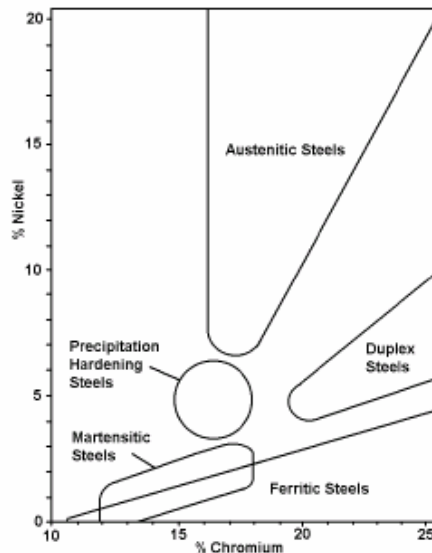 20
15
% Nickel
10
5
0
Austenitic Steels
Precipitation
Hardening
Steels
Duplex
Steels
Martensitic
Steels
Ferritic Steels
10
15
20
25
% Chromium